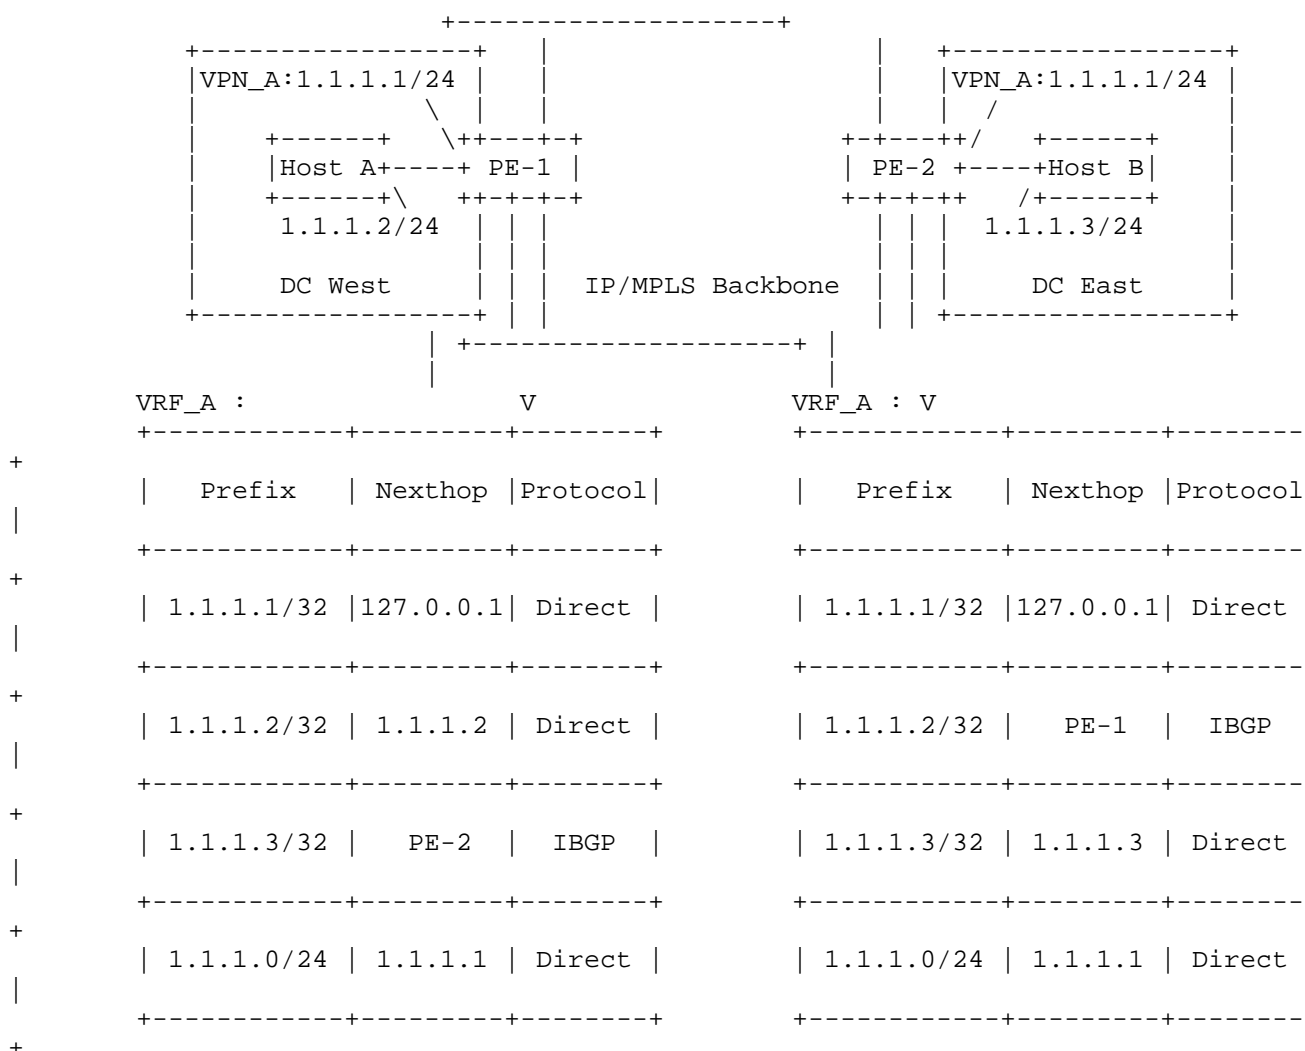 +--------------------+
           +-----------------+   |                    |   +-----------------+
           |VPN_A:1.1.1.1/24 |   |                    |   |VPN_A:1.1.1.1/24 |
           |              \  |   |                    |   |  /              |
           |    +------+   \++---+-+                +-+---++/   +------+    |
           |    |Host A+----+ PE-1 |                | PE-2 +----+Host B|    |
           |    +------+\   ++-+-+-+                +-+-+-++   /+------+    |
           |     1.1.1.2/24  | | |                    | | |  1.1.1.3/24     |
           |                 | | |                    | | |                 |
           |     DC West     | | |  IP/MPLS Backbone  | | |     DC East     |
           +-----------------+ | |                    | | +-----------------+
                          | +--------------------+ |
                          |                        |
        VRF_A :                 V                VRF_A : V
        +------------+---------+--------+        +------------+---------+--------
+
        |   Prefix   | Nexthop |Protocol|        |   Prefix   | Nexthop |Protocol
|
        +------------+---------+--------+        +------------+---------+--------
+
        | 1.1.1.1/32 |127.0.0.1| Direct |        | 1.1.1.1/32 |127.0.0.1| Direct
|
        +------------+---------+--------+        +------------+---------+--------
+
        | 1.1.1.2/32 | 1.1.1.2 | Direct |        | 1.1.1.2/32 |   PE-1  |  IBGP
|
        +------------+---------+--------+        +------------+---------+--------
+
        | 1.1.1.3/32 |   PE-2  |  IBGP  |        | 1.1.1.3/32 | 1.1.1.3 | Direct
|
        +------------+---------+--------+        +------------+---------+--------
+
        | 1.1.1.0/24 | 1.1.1.1 | Direct |        | 1.1.1.0/24 | 1.1.1.1 | Direct
|
        +------------+---------+--------+        +------------+---------+--------
+